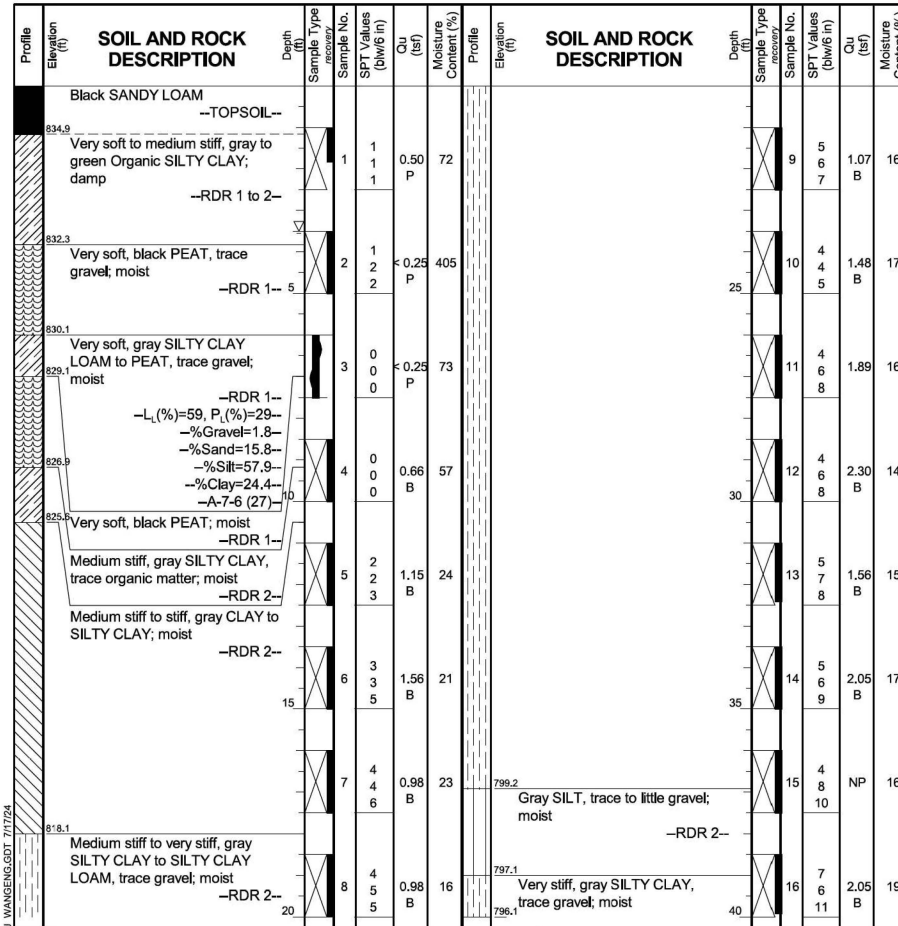 Profile
Elevation (ft)
SOIL AND ROCK
DESCRIPTION
Depth (ft)
Sample Type
recovery
Sample No.
SPT Values
(blw/6 in)
Qu
(tsf)
Moisture
Content (%)
Black SANDY LOAM
--TOPSOIL--
834.9
Very soft to medium stiff, gray to
green Organic SILTY CLAY;
damp
--RDR 1 to 2--
1
1
1
1
0.50
P
72
832.3
Very soft, black PEAT, trace
gravel; moist
--RDR 1--
5
2
1
2
2
< 0.25
P
405
830.1
Very soft, gray SILTY CLAY
LOAM to PEAT, trace gravel;
moist
829.1
--RDR 1--
--LL(%)=59, PL(%)=29--
--%Gravel=1.8--
--%Sand=15.8--
--%Silt=57.9--
--%Clay=24.4--
--A-7-6 (27)--
3
0
0
0
< 0.25
P
73
826.9
10
4
0
0
0
0.66
B
57
825.6
Very soft, black PEAT; moist
--RDR 1--
Medium stiff, gray SILTY CLAY,
trace organic matter; moist
--RDR 2--
5
2
2
3
1.15
B
24
Medium stiff to stiff, gray CLAY to
SILTY CLAY; moist
--RDR 2--
15
6
3
3
5
1.56
B
21
7
4
4
6
0.98
B
23
818.1
Medium stiff to very stiff, gray
SILTY CLAY to SILTY CLAY
LOAM, trace gravel; moist
--RDR 2--
20
8
4
5
5
0.98
B
16
WANGENG.GDT 7/17/24
Profile
Elevation (ft)
SOIL AND ROCK
DESCRIPTION
Depth (ft)
Sample Type
recovery
Sample No.
SPT Values
(blw/6 in)
Qu
(tsf)
Moisture
9
5
6
7
1.07
B
16
25
10
4
4
5
1.48
B
17
11
4
6
8
1.89
16
30
12
4
6
8
2.30
B
14
13
5
7
8
1.56
B
15
35
14
5
6
9
2.05
B
17
15
4
8
10
NP
16
799.2
Gray SILT, trace to little gravel;
moist
--RDR 2--
797.1
Very stiff, gray SILTY CLAY,
trace gravel; moist
796.1
40
16
7
6
11
2.05
B
19